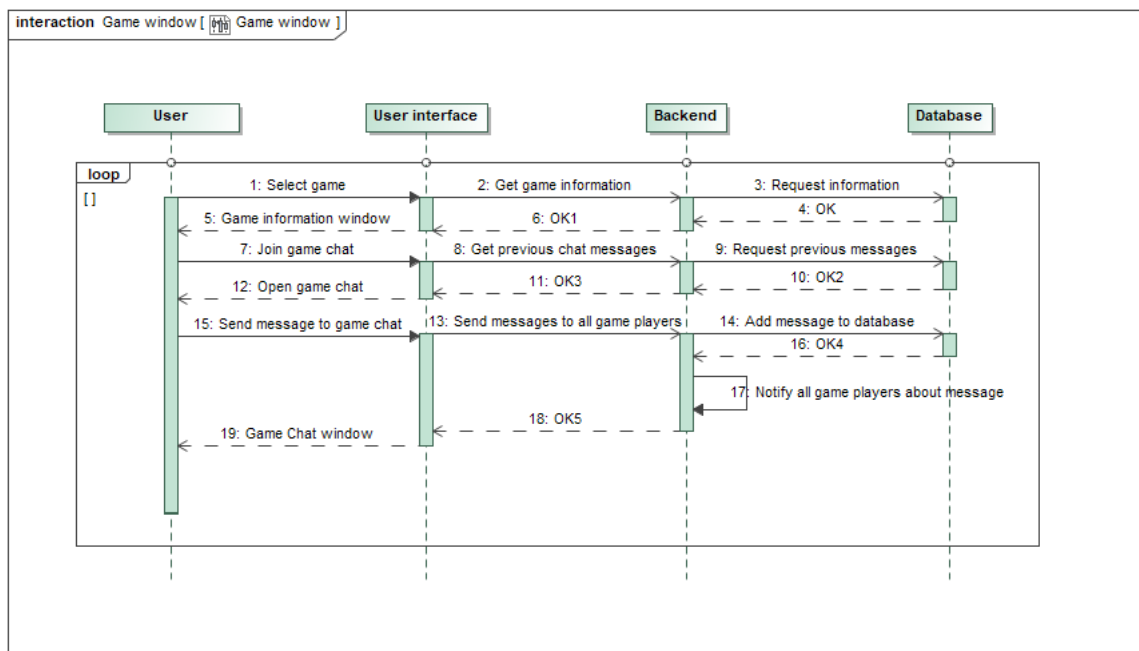 interaction Game window [ Game window ]
User
User interface
Backend
Database
loop
[ ]
1: Select game
2: Get game information
3: Request information
4: OK
5: Game information window
6: OK1
7: Join game chat
8: Get previous chat messages
9: Request previous messages
10: OK2
11: OK3
12: Open game chat
15: Send message to game chat
13: Send messages to all game players
14: Add message to database
16: OK4
17: Notify all game players about message
18: OK5
19: Game Chat window